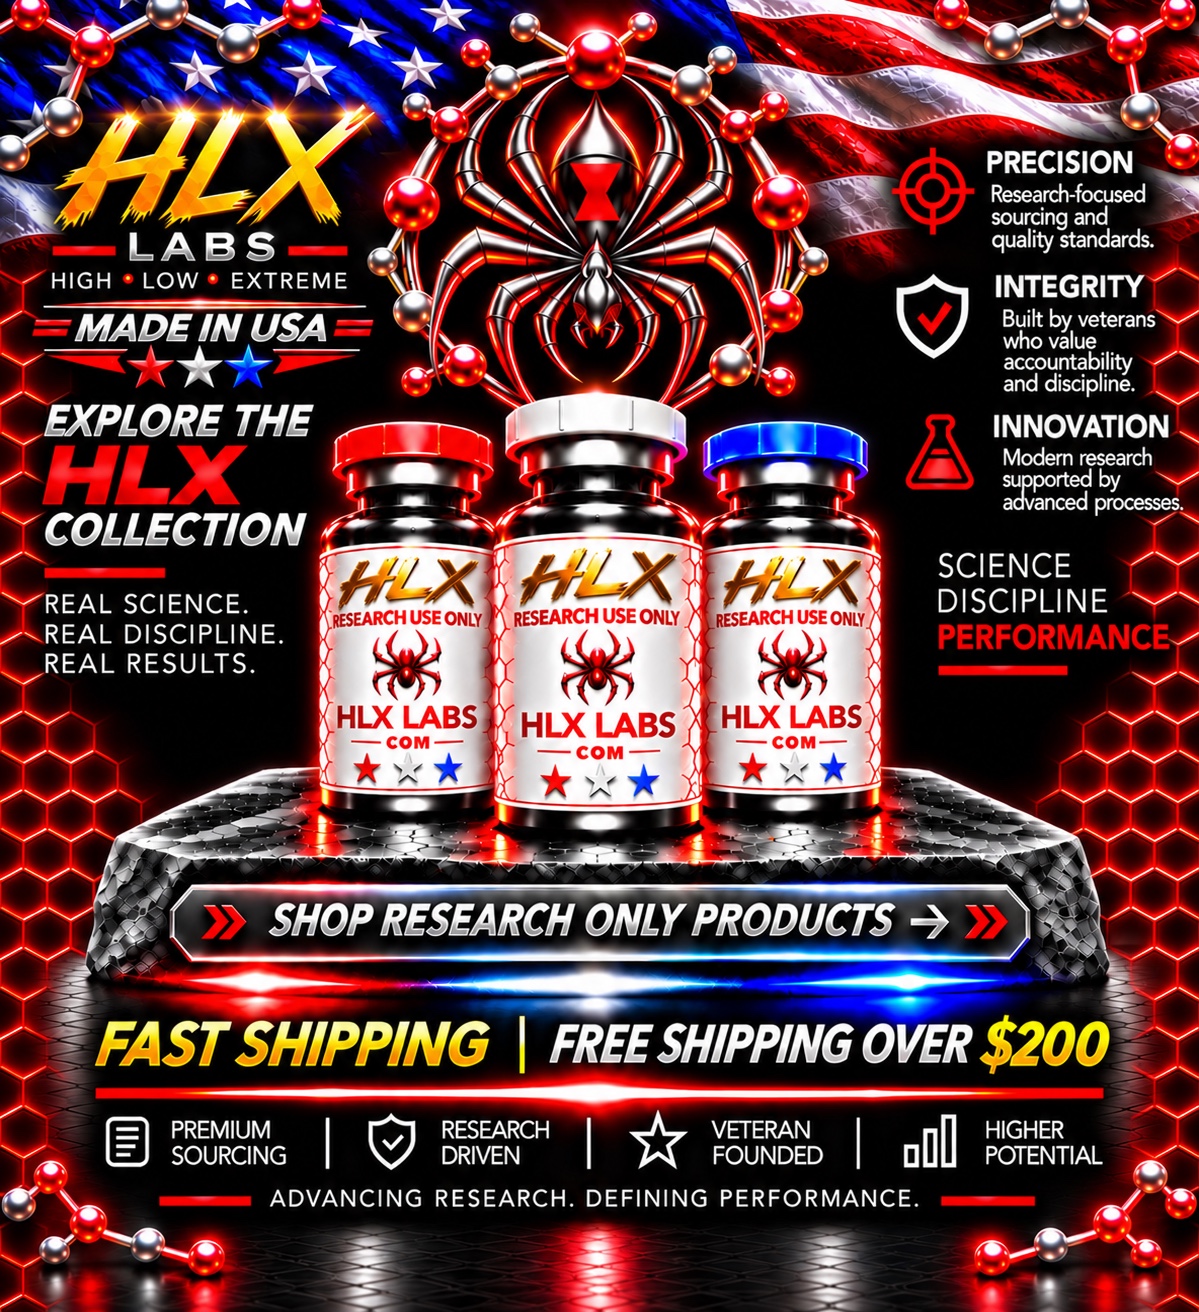 HLX
LABS
HIGH • LOW • EXTREME
MADE IN USA
EXPLORE THE
HLX
COLLECTION
REAL SCIENCE.
REAL DISCIPLINE.
REAL RESULTS.
PRECISION
Research-focused
sourcing and
quality standards.
INTEGRITY
Built by veterans
who value
accountability
and discipline.
INNOVATION
Modern research
supported by
advanced processes.
SCIENCE
DISCIPLINE
PERFORMANCE
HLX
RESEARCH USE ONLY
HLX LABS
COM
HLX
RESEARCH USE ONLY
HLX LABS
COM
HLX
RESEARCH USE ONLY
HLX LABS
COM
SHOP RESEARCH ONLY PRODUCTS →
FAST SHIPPING | FREE SHIPPING OVER $200
PREMIUM
SOURCING
RESEARCH
DRIVEN
VETERAN
FOUNDED
HIGHER
POTENTIAL
ADVANCING RESEARCH. DEFINING PERFORMANCE.